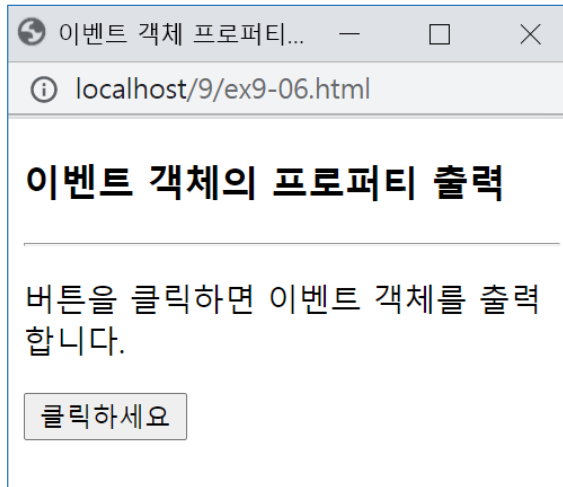 이벤트 객체 프로퍼티...
localhost/9/ex9-06.html
이벤트 객체의 프로퍼티 출력
버튼을 클릭하면 이벤트 객체를 출력
합니다.
클릭하세요